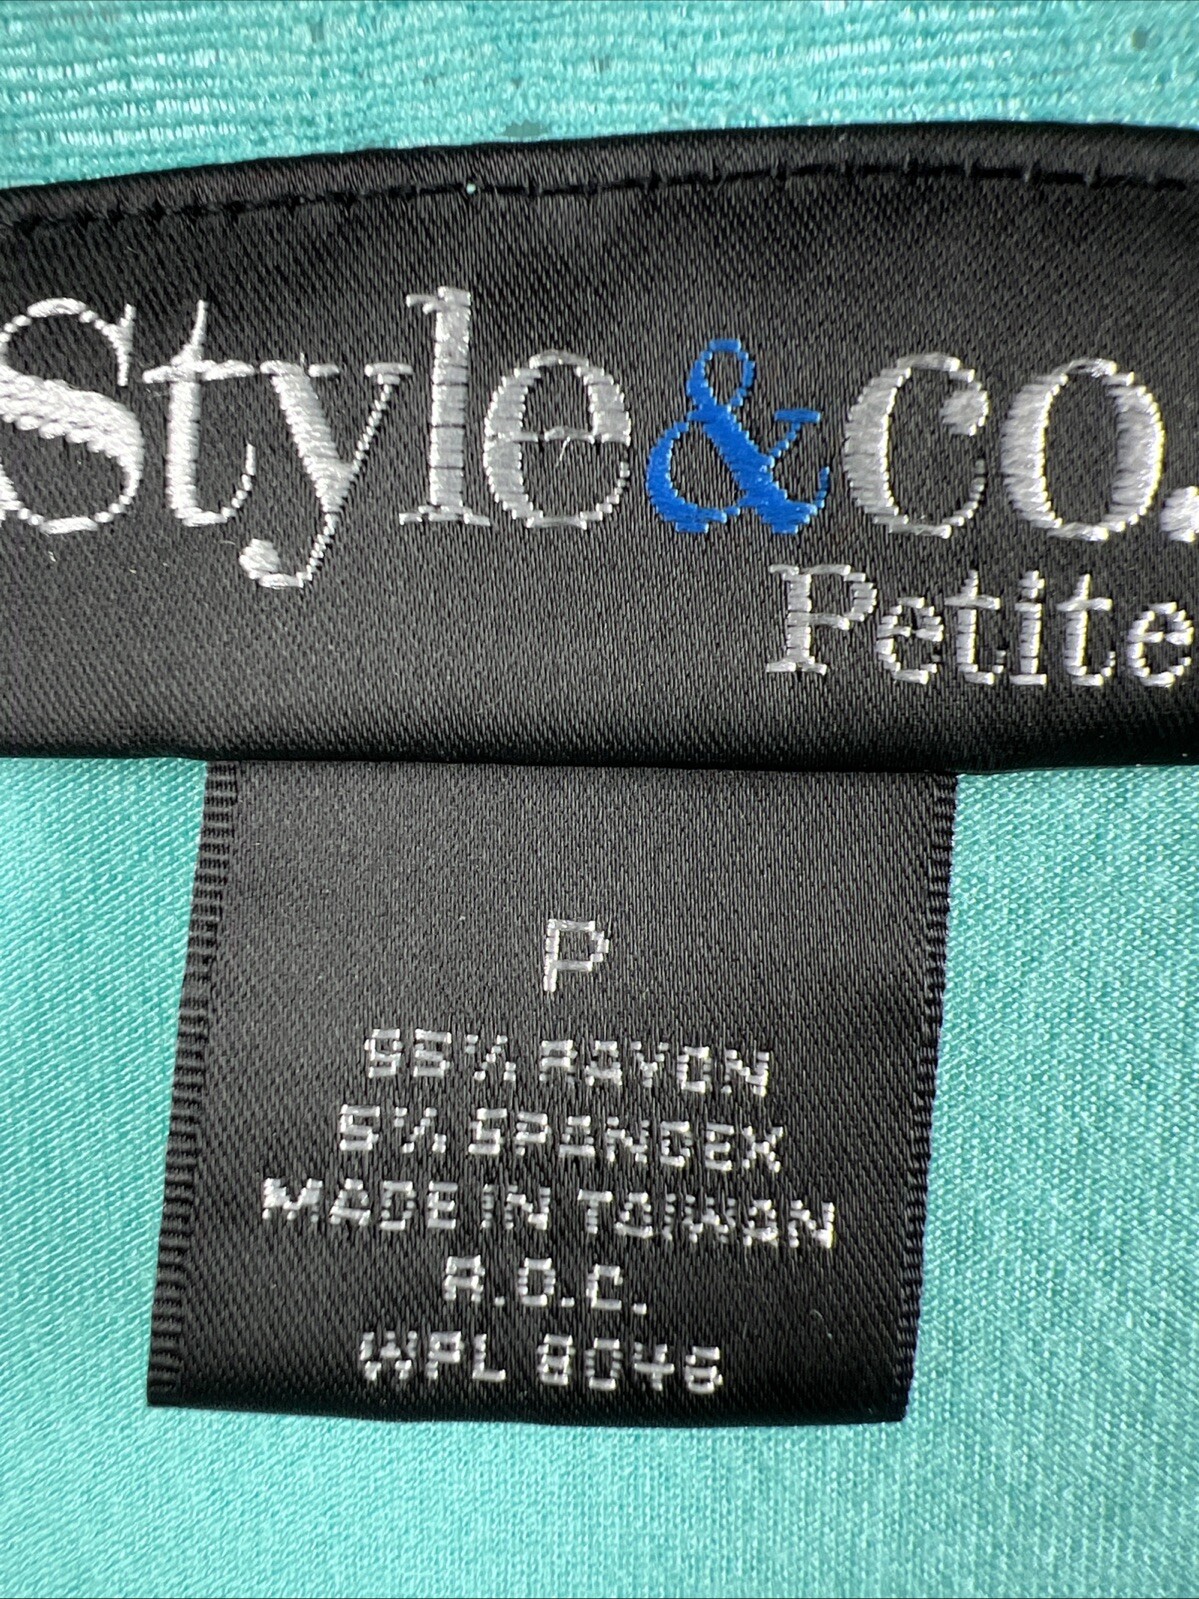 Style&co.
Petite
P
95% RAYON
5% SPANDEX
MADE IN TAIWAN
R.O.C.
WPL 8046